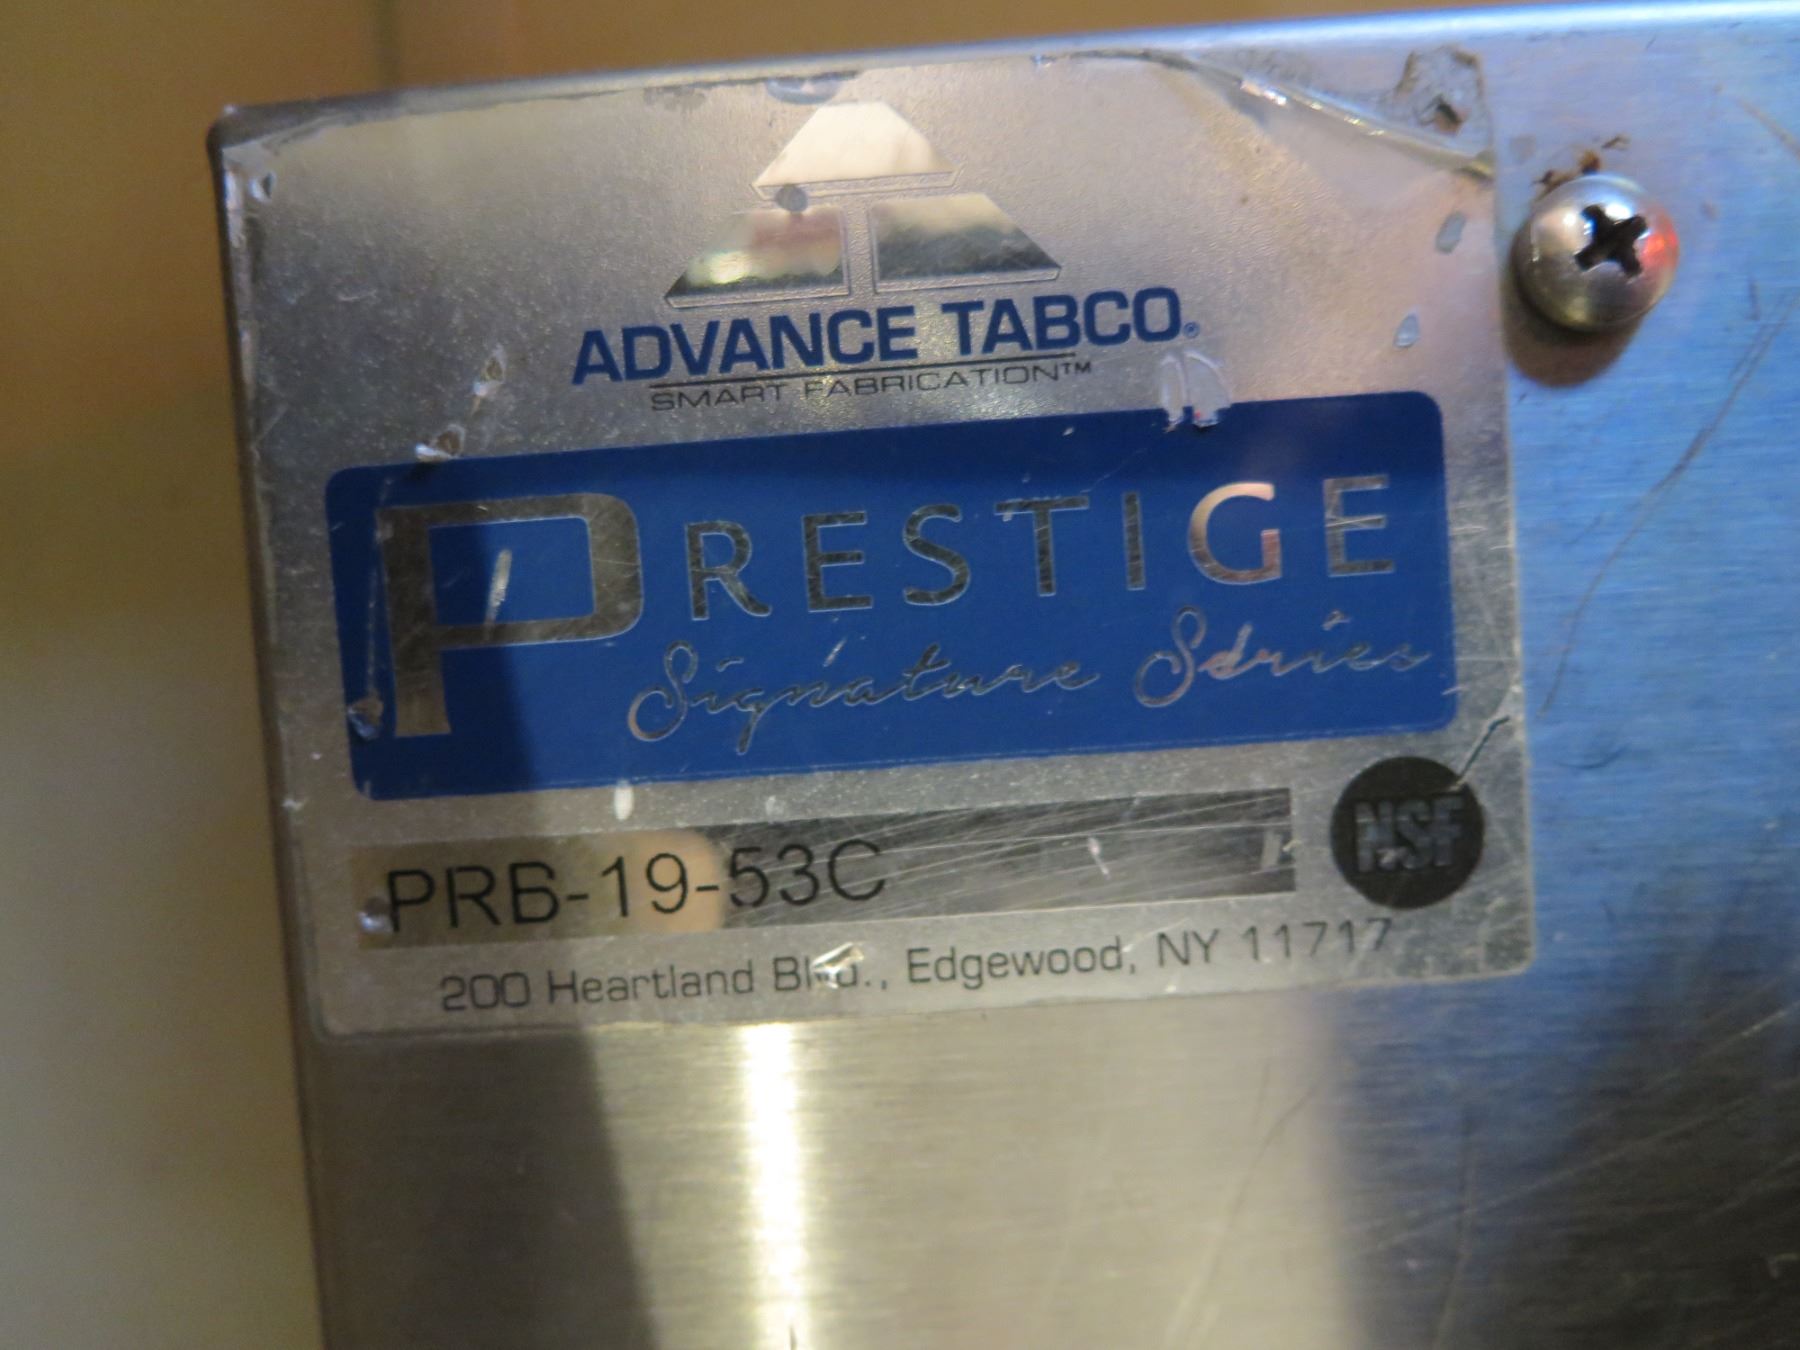 ADVANCE TABCO®
SMART FABRICATION™
PRESTIGE
Signature Series
PRB-19-53C
NSF
200 Heartland Blvd., Edgewood, NY 11717